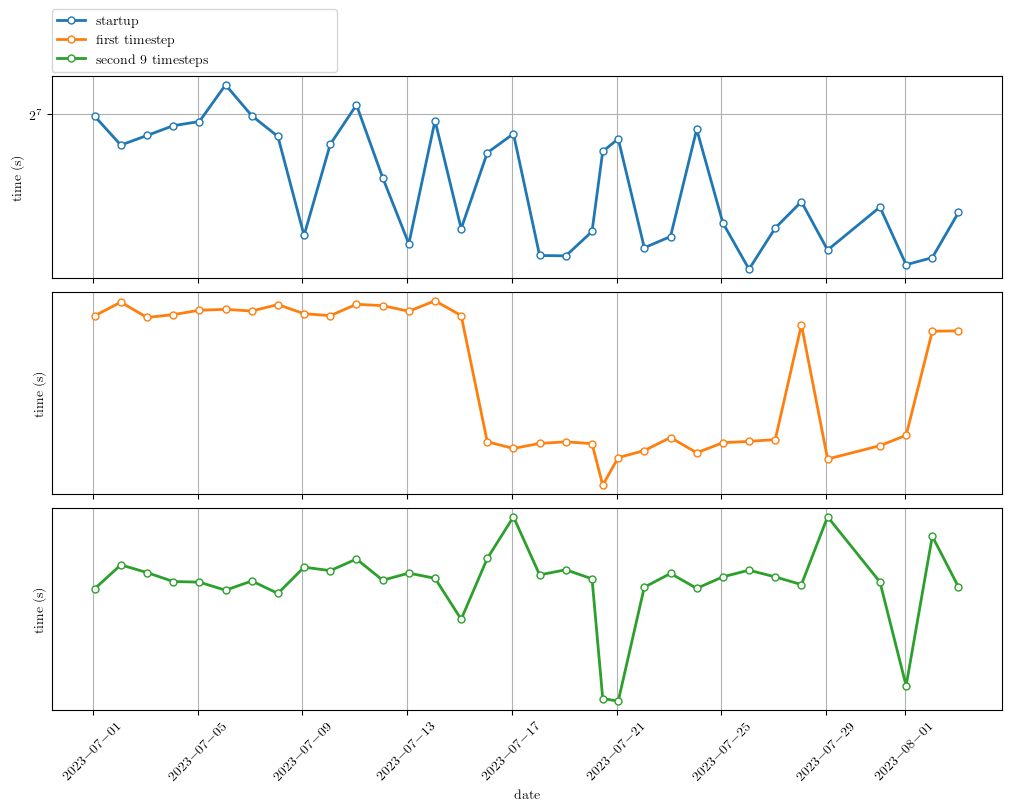 startup
first timestep
second 9 timesteps
2^7
time (s)
time (s)
time (s)
2023−07−01
2023−07−05
2023−07−09
2023−07−13
2023−07−17
2023−07−21
2023−07−25
2023−07−29
2023−08−01
date